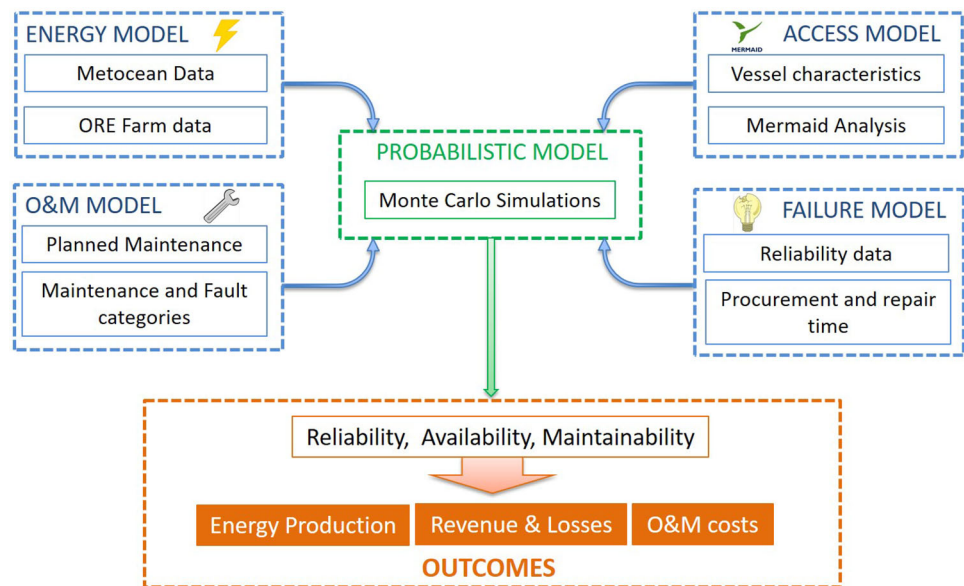 ENERGY MODEL
Metocean Data
ORE Farm data
MERMAID
ACCESS MODEL
Vessel characteristics
Mermaid Analysis
PROBABILISTIC MODEL
Monte Carlo Simulations
O&M MODEL
Planned Maintenance
Maintenance and Fault
categories
FAILURE MODEL
Reliability data
Procurement and repair
time
Reliability, Availability, Maintainability
Energy Production
Revenue & Losses
O&M costs
OUTCOMES